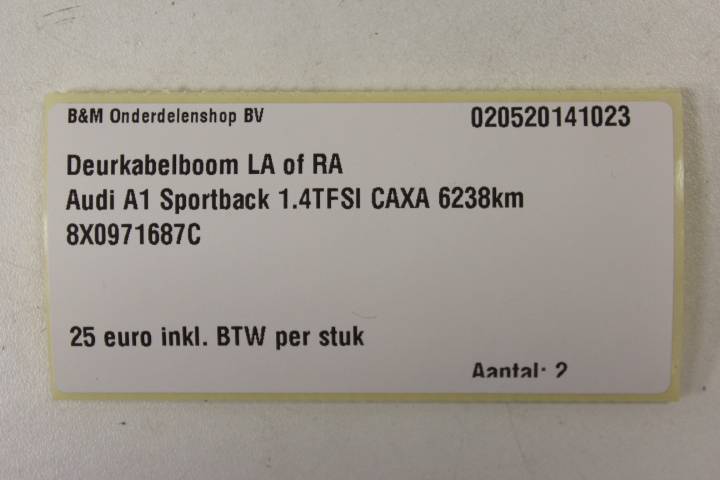 B&M Onderdelenshop BV 020520141023
Deurkabelboom LA of RA
Audi A1 Sportback 1.4TFSI CAXA 6238km
8X0971687C
25 euro inkl. BTW per stuk
Aantal: 2